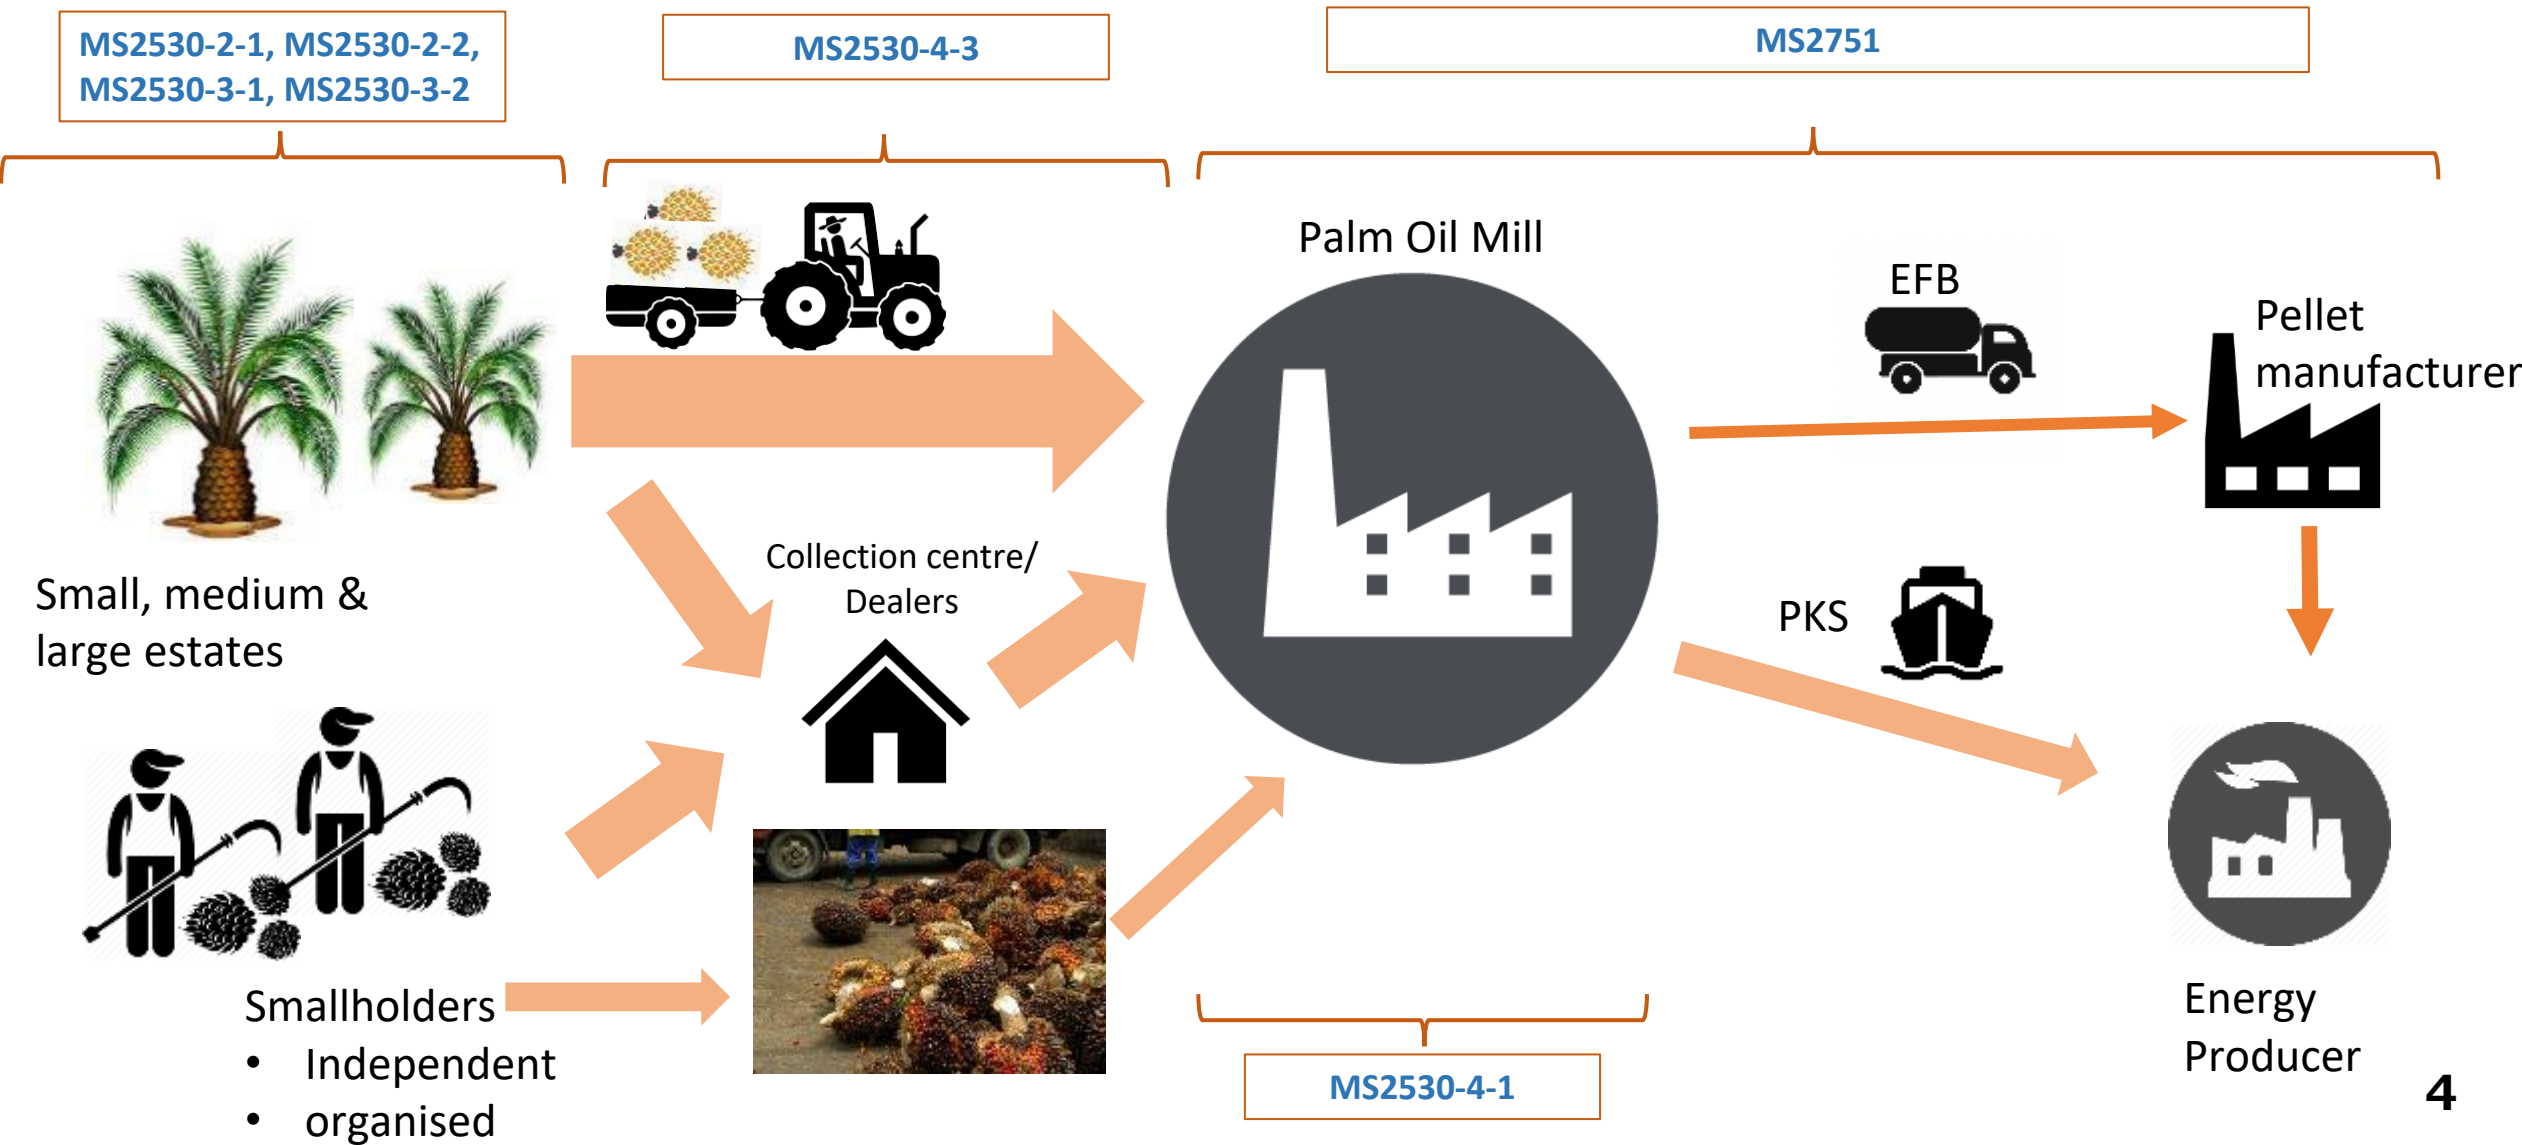 MS2530-2-1, MS2530-2-2,
MS2530-3-1, MS2530-3-2
MS2530-4-3
MS2751
Palm Oil Mill
EFB
Pellet
manufacturer
Collection centre/
Dealers
Small, medium &
large estates
PKS
Smallholders
• Independent
• organised
Energy
Producer
MS2530-4-1
4